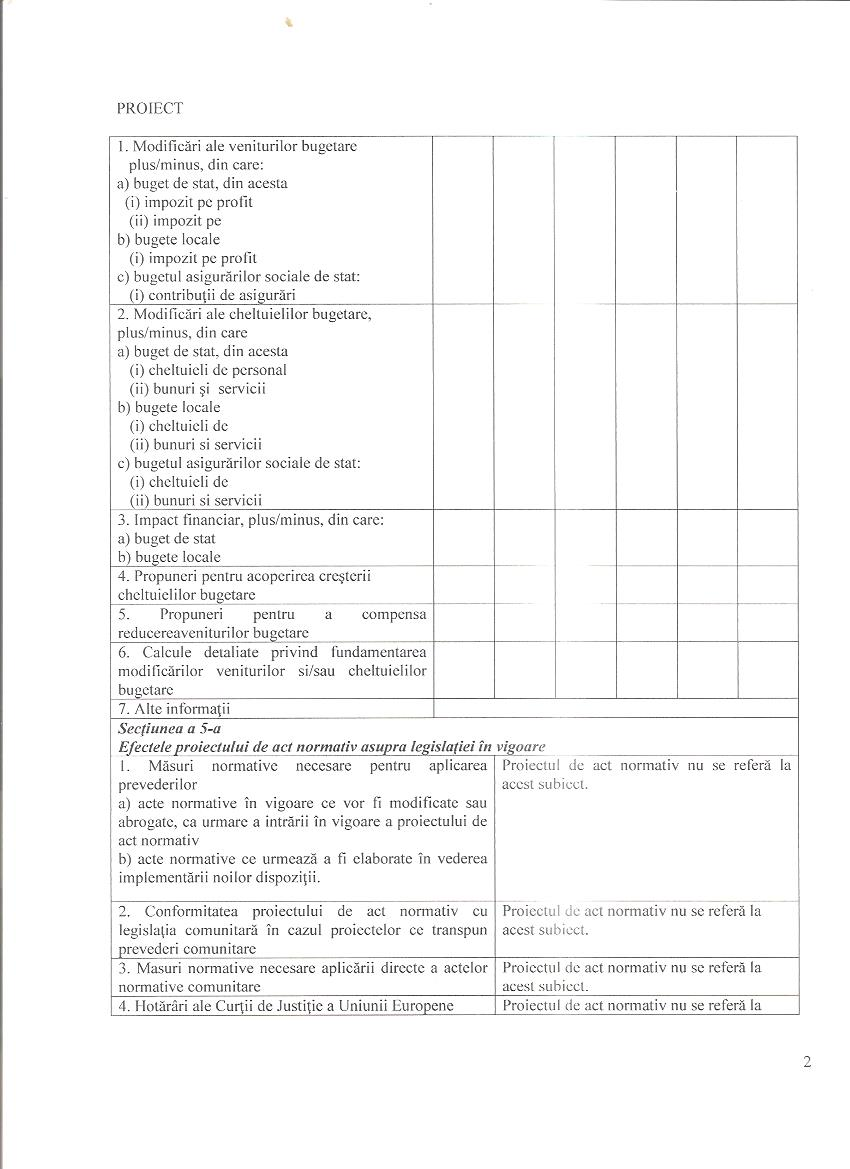 PROIECT
1. Modificări ale veniturilor bugetare
plus/minus, din care:
a) buget de stat, din acesta
(i) impozit pe profit
(ii) impozit pe
b) bugete locale
(i) impozit pe profit
c) bugetul asigurărilor sociale de stat:
(i) contribuţii de asigurări
2. Modificări ale cheltuielilor bugetare,
plus/minus, din care
a) buget de stat, din acesta
(i) cheltuieli de personal
(ii) bunuri şi servicii
b) bugete locale
(i) cheltuieli de
(ii) bunuri si servicii
c) bugetul asigurărilor sociale de stat:
(i) cheltuieli de
(ii) bunuri si servicii
3. Impact financiar, plus/minus, din care:
a) buget de stat
b) bugete locale
4. Propuneri pentru acoperirea creşterii
cheltuielilor bugetare
5. Propuneri pentru a compensa
reducereaveniturilor bugetare
6. Calcule detaliate privind fundamentarea
modificărilor veniturilor si/sau cheltuielilor
bugetare
7. Alte informaţii
Secţiunea a 5-a
Efectele proiectului de act normativ asupra legislaţiei în vigoare
1. Măsuri normative necesare pentru aplicarea
prevederilor
a) acte normative în vigoare ce vor fi modificate sau
abrogate, ca urmare a intrării în vigoare a proiectului de
act normativ
b) acte normative ce urmează a fi elaborate în vederea
implementării noilor dispoziţii.
Proiectul de act normativ nu se referă la
acest subiect.
2. Conformitatea proiectului de act normativ cu
legislaţia comunitară în cazul proiectelor ce transpun
prevederi comunitare
Proiectul de act normativ nu se referă la
acest subiect.
3. Masuri normative necesare aplicării directe a actelor
normative comunitare
Proiectul de act normativ nu se referă la
acest subiect.
4. Hotărâri ale Curţii de Justiţie a Uniunii Europene
Proiectul de act normativ nu se referă la
2